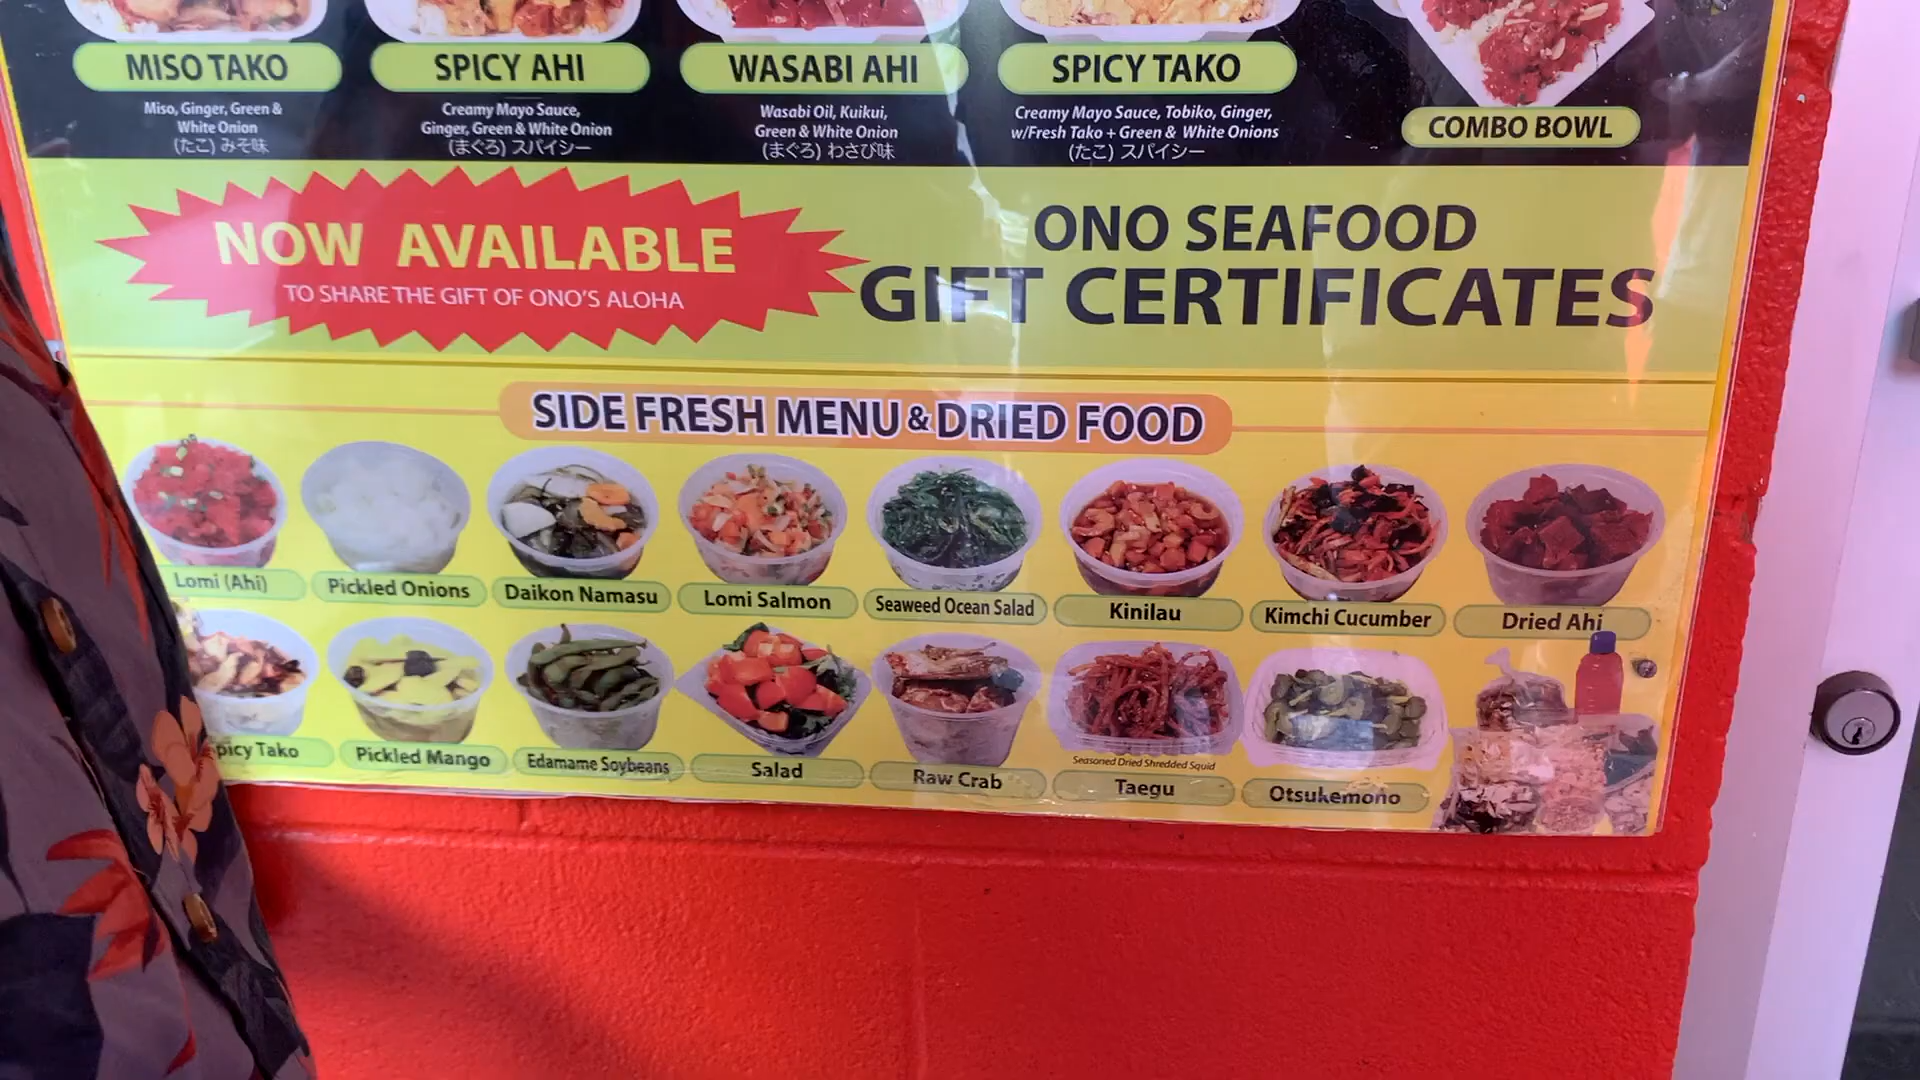 MISO TAKO
Miso, Ginger, Green &
White Onion
(たこ) みそ味
SPICY AHI
Creamy Mayo Sauce,
Ginger, Green & White Onion
(まぐろ) スパイシー
WASABI AHI
Wasabi Oil, Kuikui,
Green & White Onion
(まぐろ) わさび味
SPICY TAKO
Creamy Mayo Sauce, Tobiko, Ginger,
w/Fresh Tako + Green & White Onions
(たこ) スパイシー
COMBO BOWL
NOW AVAILABLE
TO SHARE THE GIFT OF ONO'S ALOHA
ONO SEAFOOD
GIFT CERTIFICATES
SIDE FRESH MENU & DRIED FOOD
Lomi (Ahi)
Pickled Onions
Daikon Namasu
Lomi Salmon
Seaweed Ocean Salad
Kinilau
Kimchi Cucumber
Dried Ahi
picy Tako
Pickled Mango
Edamame Soybeans
Salad
Raw Crab
Seasoned Dried Shredded Squid
Taegu
Otsukemono